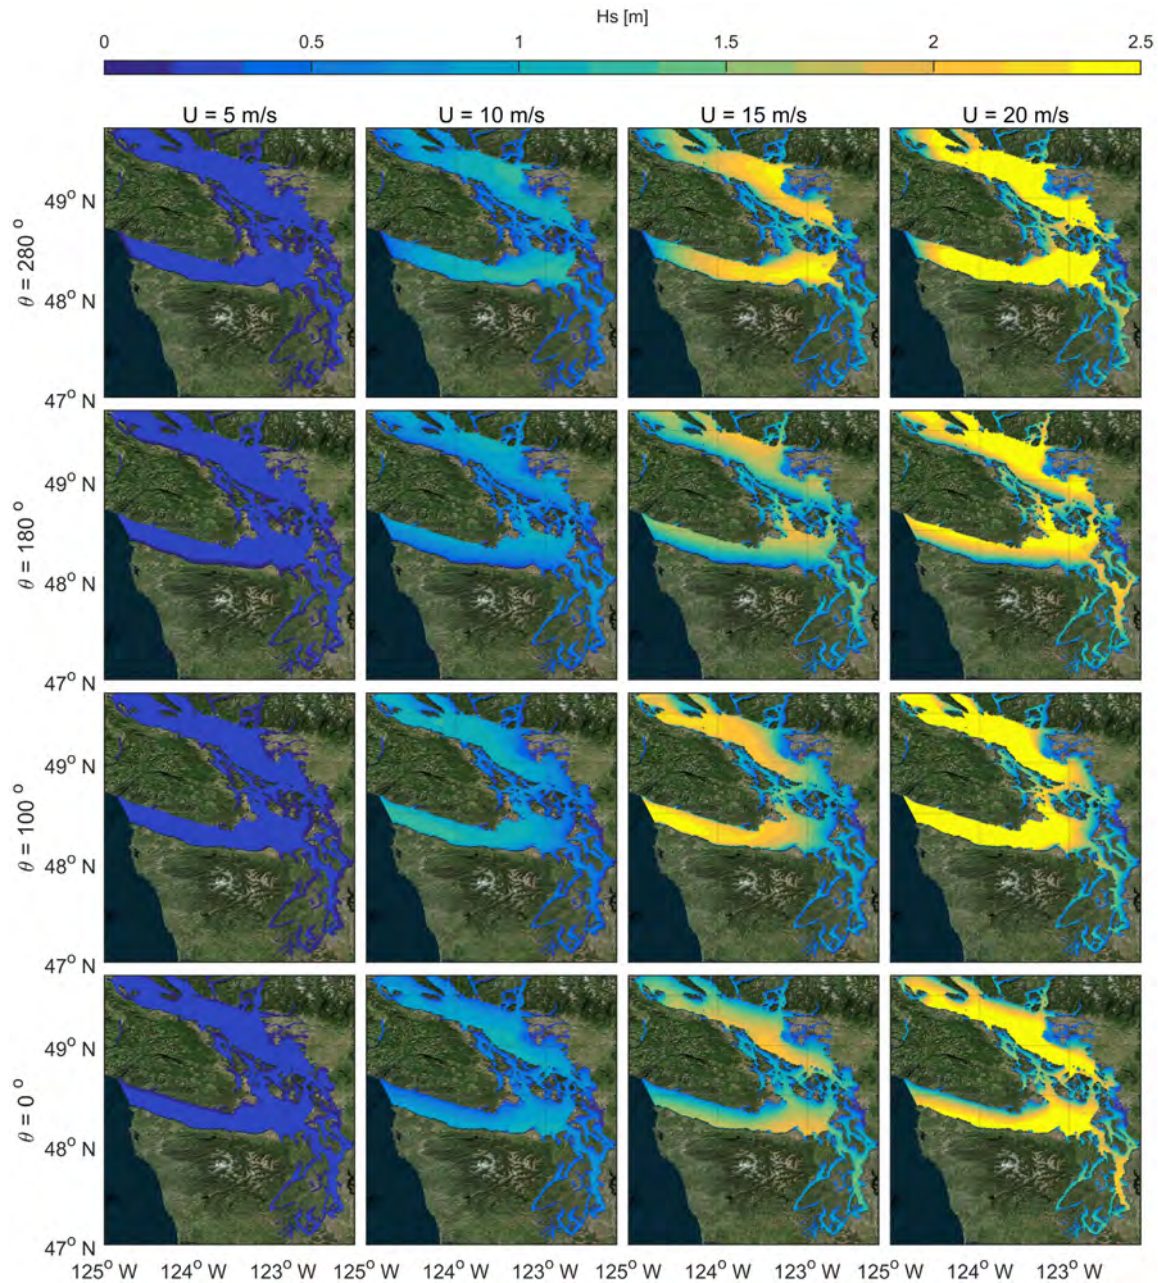 Hs [m]
0 0.5 1 1.5 2 2.5
U = 5 m/s U = 10 m/s U = 15 m/s U = 20 m/s
49° N
θ = 280 °
48° N
47° N
49° N
θ = 180 °
48° N
47° N
49° N
θ = 100 °
48° N
47° N
49° N
θ = 0 °
48° N
47° N
125° W 124° W 123° W 125° W 124° W 123° W 125° W 124° W 123° W 125° W 124° W 123° W